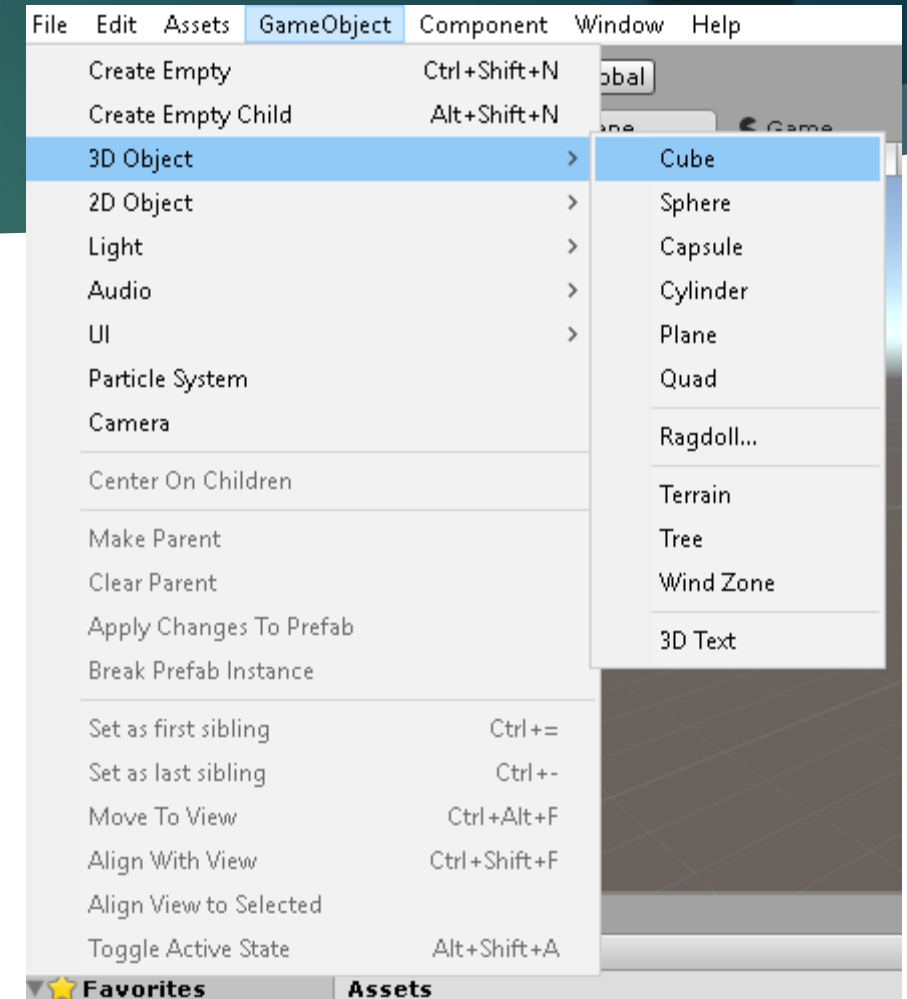 File Edit Assets GameObject Component Window Help
Create Empty Ctrl+Shift+N
Create Empty Child Alt+Shift+N
3D Object >
2D Object >
Light >
Audio >
UI >
Particle System
Camera
Center On Children
Make Parent
Clear Parent
Apply Changes To Prefab
Break Prefab Instance
Set as first sibling Ctrl+=
Set as last sibling Ctrl+-
Move To View Ctrl+Alt+F
Align With View Ctrl+Shift+F
Align View to Selected
Toggle Active State Alt+Shift+A
Cube
Sphere
Capsule
Cylinder
Plane
Quad
Ragdoll...
Terrain
Tree
Wind Zone
3D Text
Game
Favorites Assets